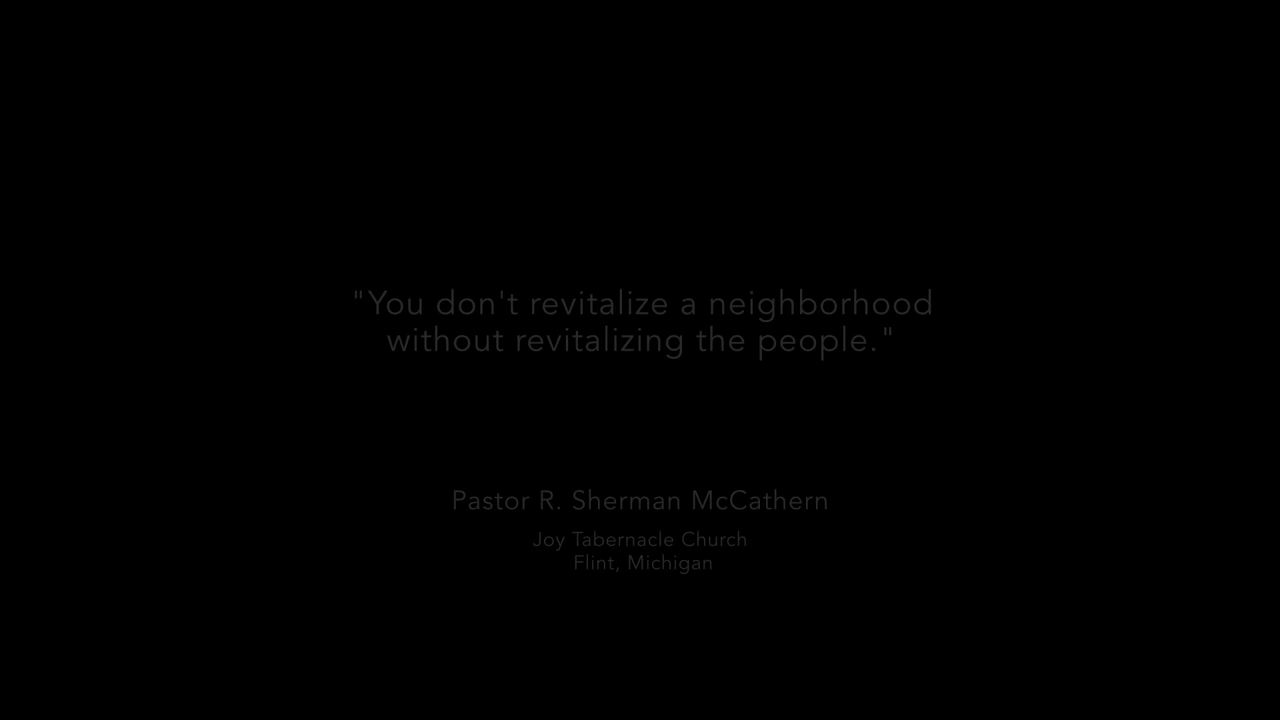 "You don't revitalize a neighborhood
without revitalizing the people."
Pastor R. Sherman McCathern
Joy Tabernacle Church
Flint, Michigan